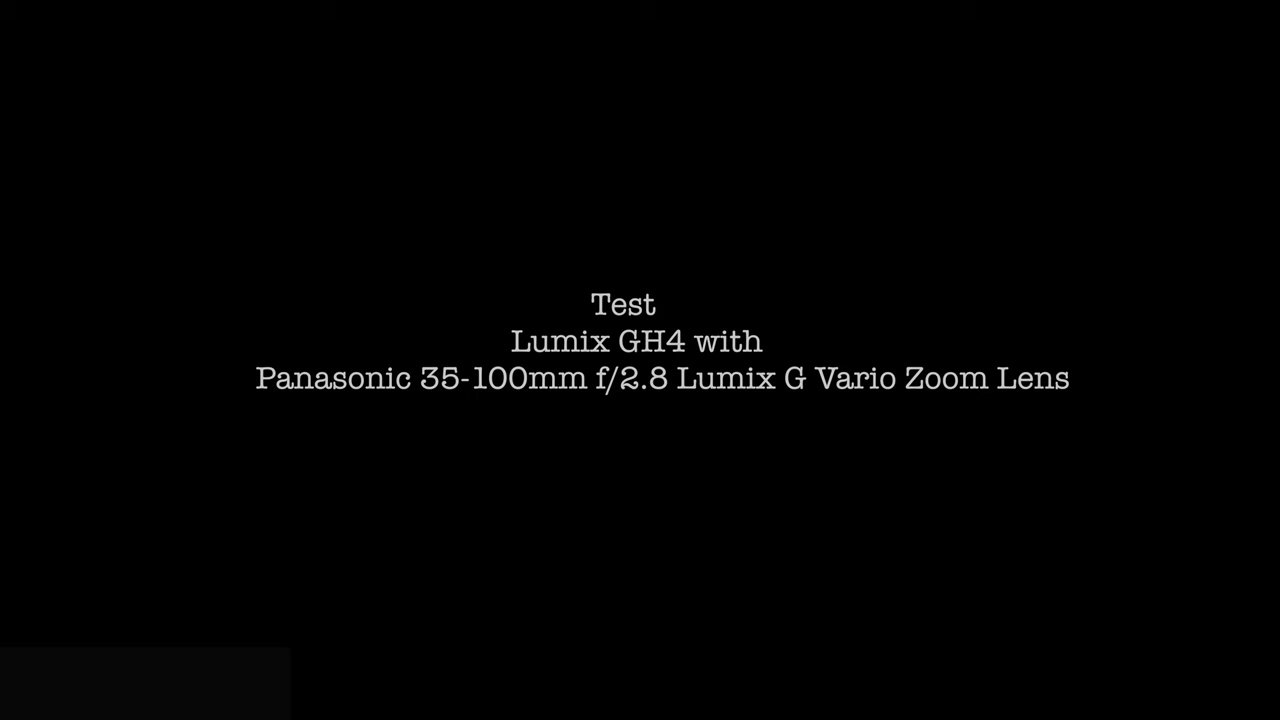 Test
Lumix GH4 with
Panasonic 35-100mm f/2.8 Lumix G Vario Zoom Lens